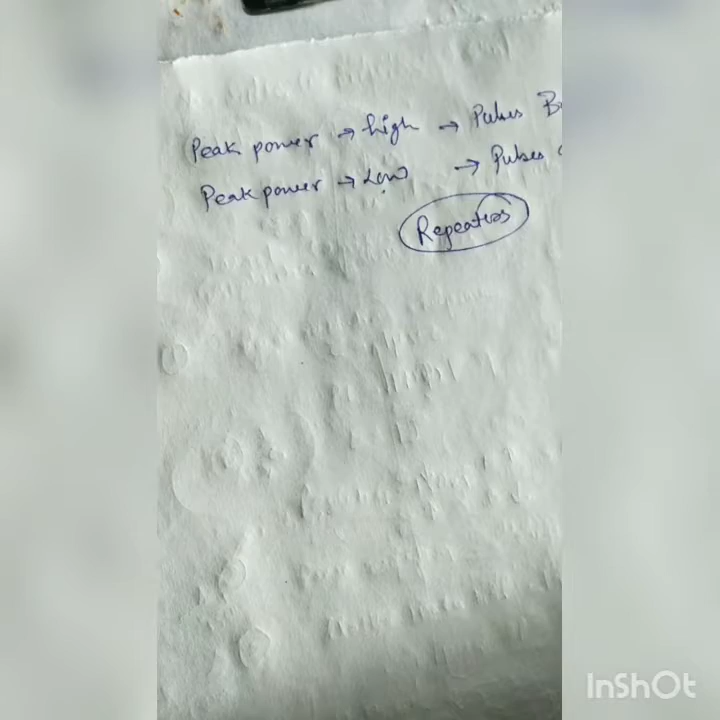 Peak power → high → Pulses B
Peak power → Low → Pulses
Repeaters
InShOt